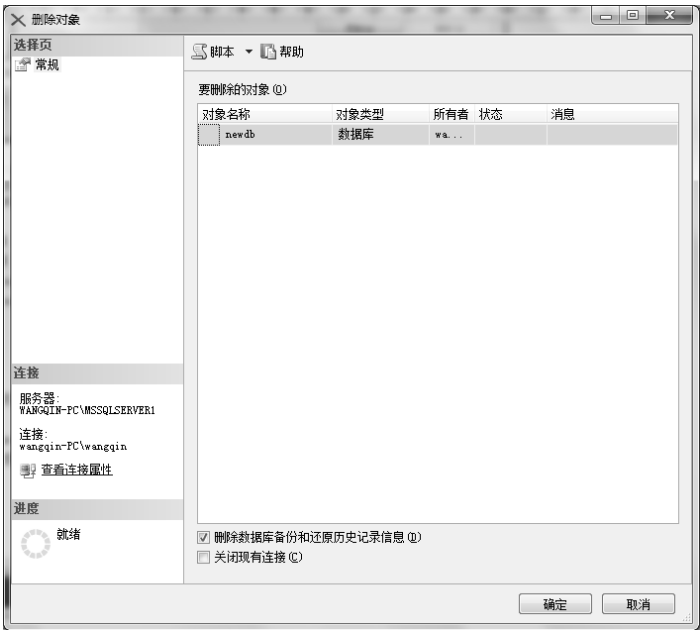 删除对象
选择页
常规
脚本 帮助
要删除的对象(O)
对象名称 对象类型 所有者 状态 消息
newdb 数据库 wa...
连接
服务器:
WANGQIN-PC\MSSQLSERVER1
连接:
wangqin-PC\wangqin
查看连接属性
进度
就绪
删除数据库备份和还原历史记录信息(D)
关闭现有连接(C)
确定 取消